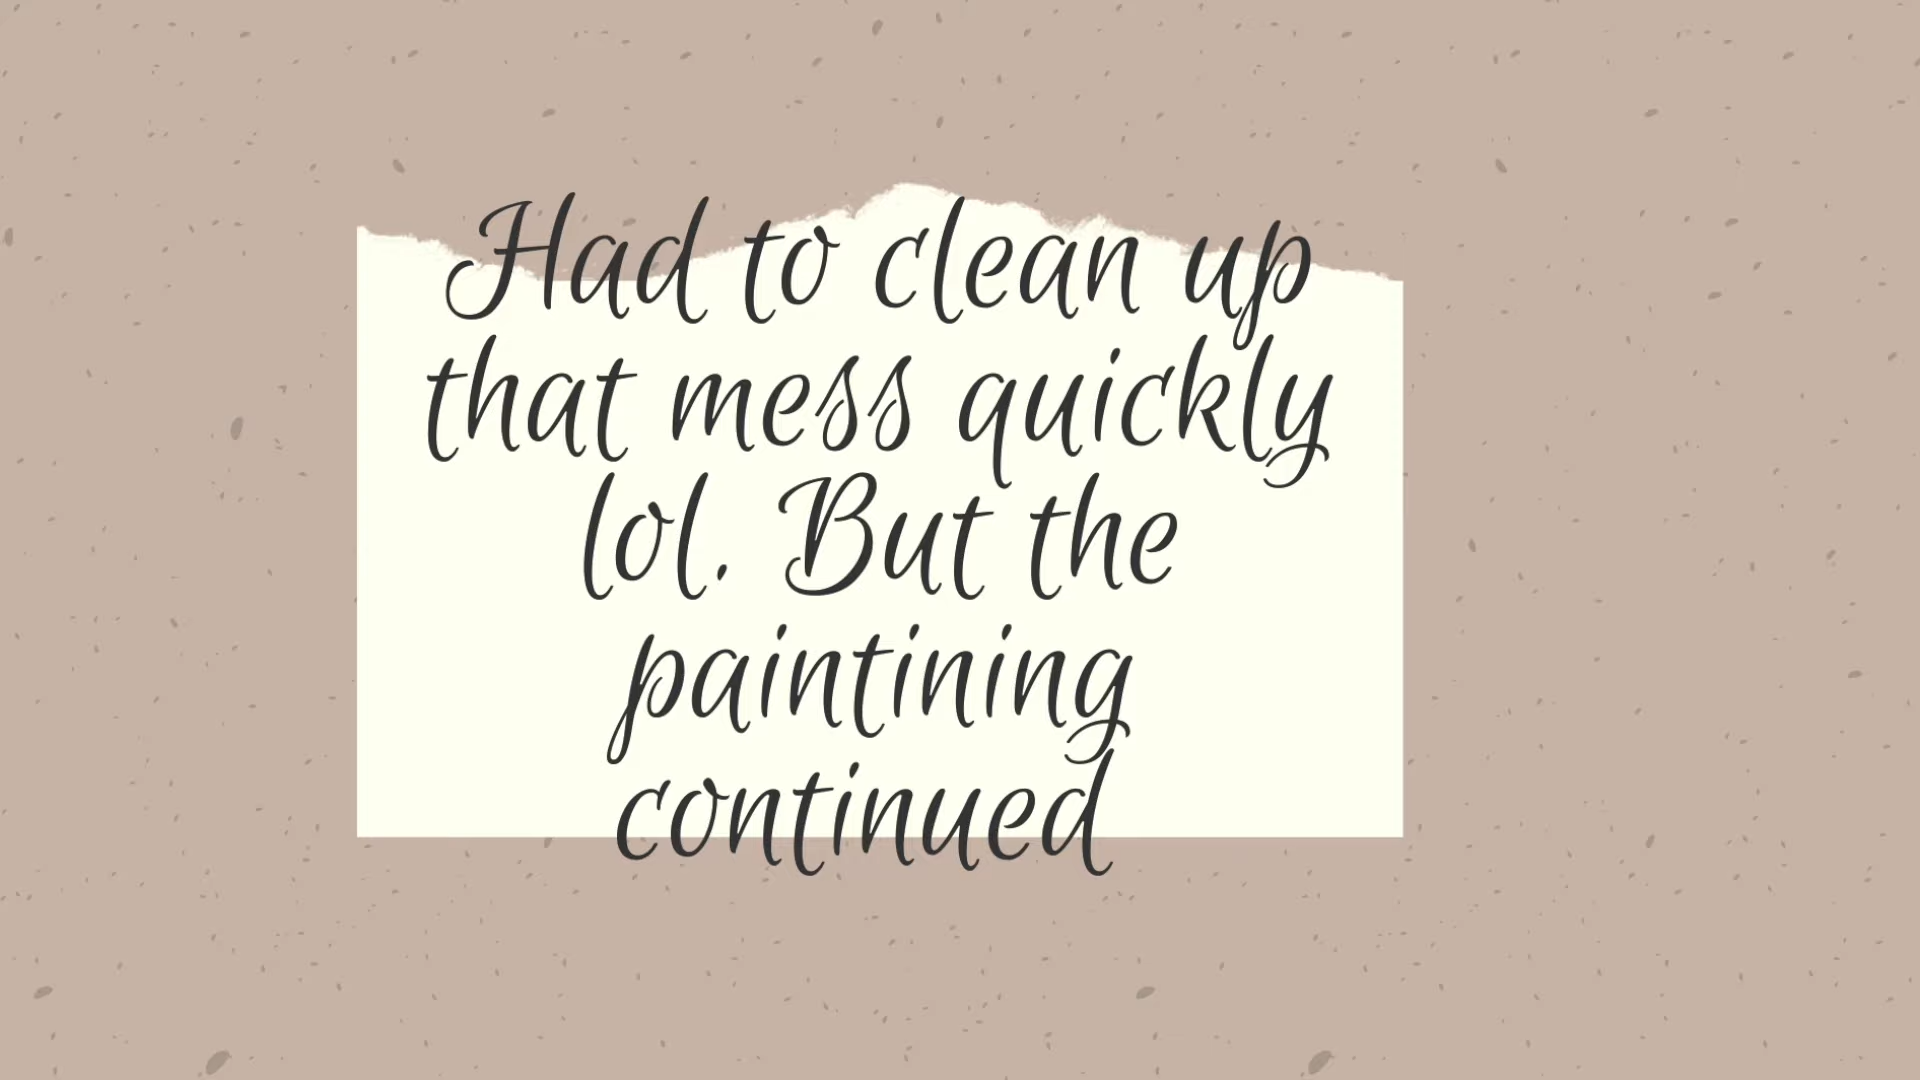 Had to clean up
that mess quickly
lol. But the
paintining
continued